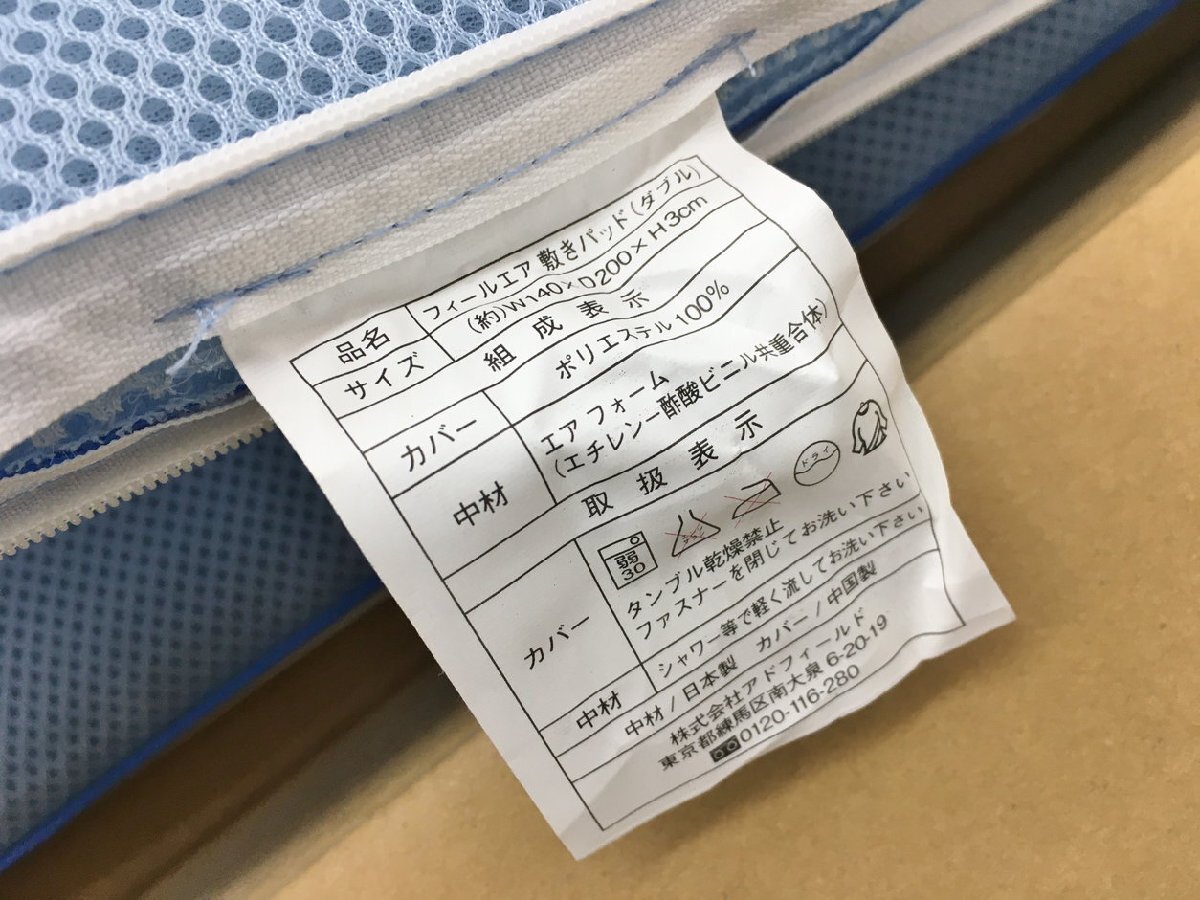 品名 フィールエア 敷きパッド(ダブル)
サイズ (約)W140×D200×H3cm
組成表示
カバー ポリエステル100%
中材 エアフォーム
(エチレンー酢酸ビニル共重合体)
取扱表示
カバー 弱 30 ドライ
タンブル乾燥禁止
ファスナーを閉じてお洗い下さい
中材 シャワー等で軽く流してお洗い下さい
中材/日本製 カバー/中国製
株式会社アドフィールド
東京都練馬区南大泉6-20-19
0120-116-280